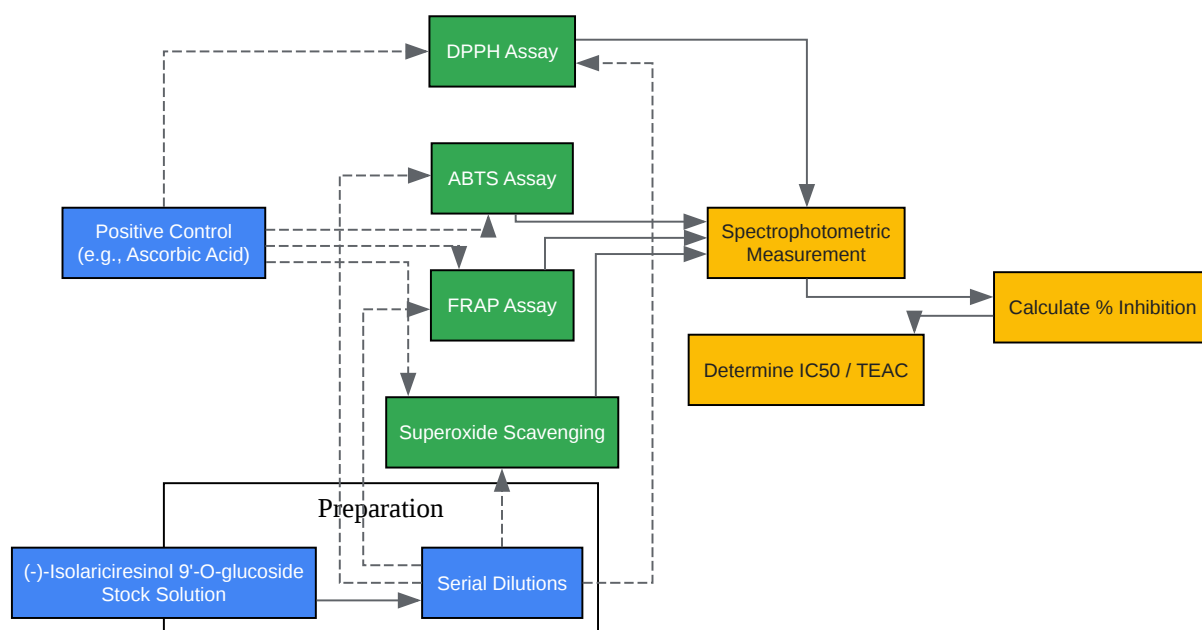 DPPH Assay
ABTS Assay
Positive Control
(e.g., Ascorbic Acid)
Spectrophotometric
Measurement
FRAP Assay
Calculate % Inhibition
Determine IC50 / TEAC
Superoxide Scavenging
Preparation
(-)-Isolariciresinol 9'-O-glucoside
Stock Solution
Serial Dilutions